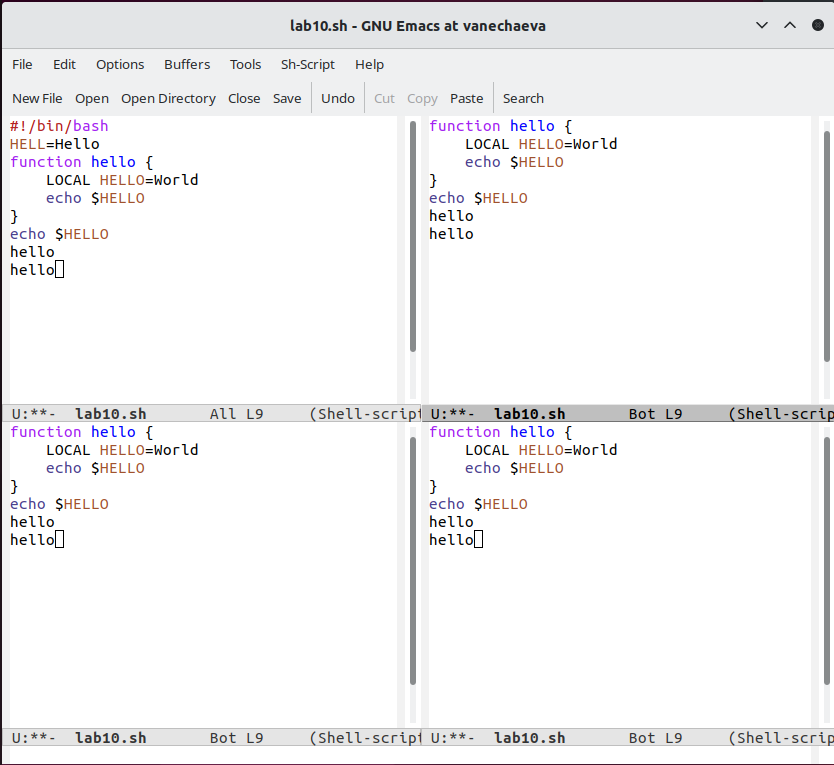 lab10.sh - GNU Emacs at vanechaeva
File Edit Options Buffers Tools Sh-Script Help
New File Open Open Directory Close Save Undo Cut Copy Paste Search
#!/bin/bash
HELL=Hello
function hello {
    LOCAL HELLO=World
    echo $HELLO
}
echo $HELLO
hello
hello
U:**-  lab10.sh       All L9     (Shell-script
function hello {
    LOCAL HELLO=World
    echo $HELLO
}
echo $HELLO
hello
hello
U:**-  lab10.sh       Bot L9     (Shell-scrip
function hello {
    LOCAL HELLO=World
    echo $HELLO
}
echo $HELLO
hello
hello
U:**-  lab10.sh       Bot L9     (Shell-script
function hello {
    LOCAL HELLO=World
    echo $HELLO
}
echo $HELLO
hello
hello
U:**-  lab10.sh       Bot L9     (Shell-scrip